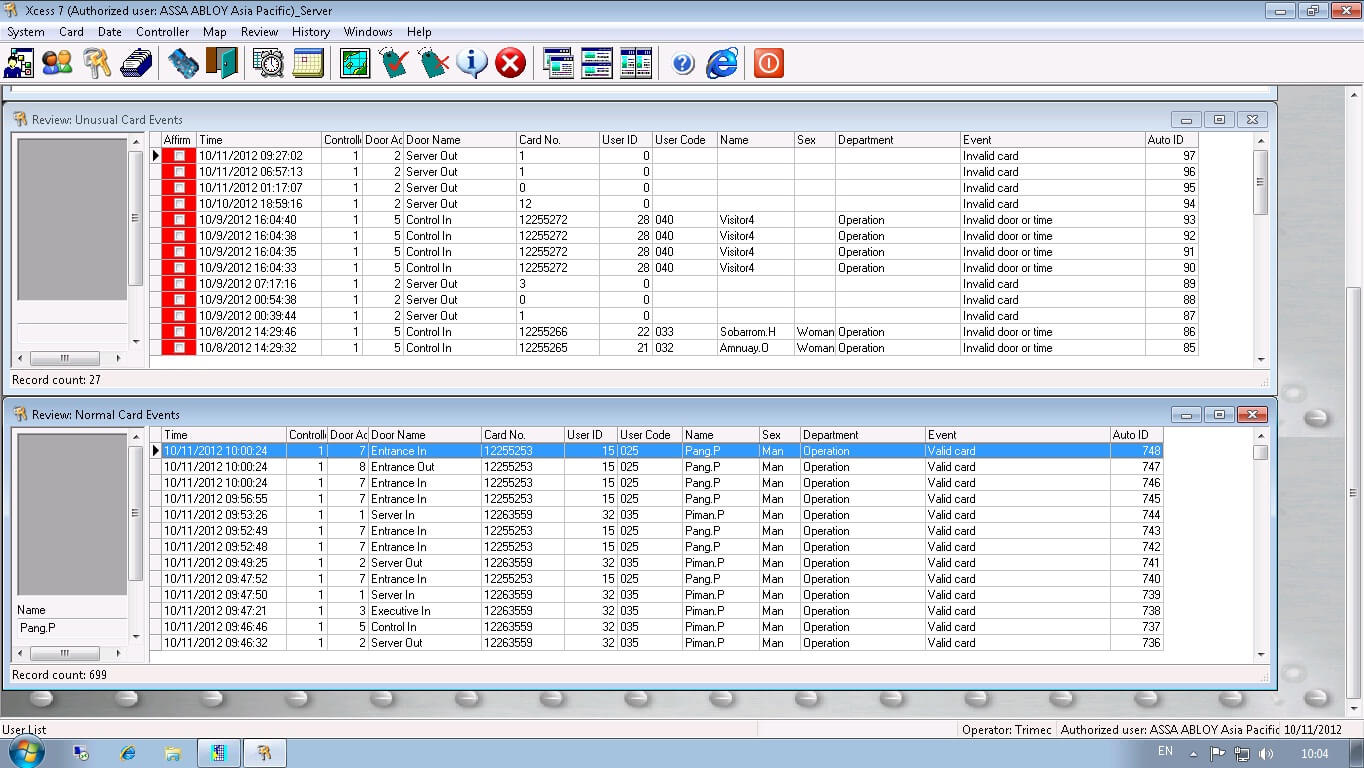 Xcess 7 (Authorized user: ASSA ABLOY Asia Pacific)_Server
System Card Date Controller Map Review History Windows Help
Review: Unusual Card Events
Affirm Time Controlle Door Ac Door Name Card No. User ID User Code Name Sex Department Event Auto ID
10/11/2012 09:27:02 1 2 Server Out 1 0 Invalid card 97
10/11/2012 06:57:13 1 2 Server Out 1 0 Invalid card 96
10/11/2012 01:17:07 1 2 Server Out 0 0 Invalid card 95
10/10/2012 18:59:16 1 2 Server Out 12 0 Invalid card 94
10/9/2012 16:04:40 1 5 Control In 12255272 28 040 Visitor4 Operation Invalid door or time 93
10/9/2012 16:04:38 1 5 Control In 12255272 28 040 Visitor4 Operation Invalid door or time 92
10/9/2012 16:04:35 1 5 Control In 12255272 28 040 Visitor4 Operation Invalid door or time 91
10/9/2012 16:04:33 1 5 Control In 12255272 28 040 Visitor4 Operation Invalid door or time 90
10/9/2012 07:17:16 1 2 Server Out 3 0 Invalid card 89
10/9/2012 00:54:38 1 2 Server Out 0 0 Invalid card 88
10/9/2012 00:39:44 1 2 Server Out 1 0 Invalid card 87
10/8/2012 14:29:46 1 5 Control In 12255266 22 033 Sobarrom.H Woman Operation Invalid door or time 86
10/8/2012 14:29:32 1 5 Control In 12255265 21 032 Amnuay.O Woman Operation Invalid door or time 85
Record count: 27
Review: Normal Card Events
Time Controlle Door Ac Door Name Card No. User ID User Code Name Sex Department Event Auto ID
10/11/2012 10:00:24 1 7 Entrance In 12255253 15 025 Pang.P Man Operation Valid card 748
10/11/2012 10:00:24 1 8 Entrance Out 12255253 15 025 Pang.P Man Operation Valid card 747
10/11/2012 10:00:24 1 7 Entrance In 12255253 15 025 Pang.P Man Operation Valid card 746
10/11/2012 09:56:55 1 7 Entrance In 12255253 15 025 Pang.P Man Operation Valid card 745
10/11/2012 09:53:26 1 1 Server In 12263559 32 035 Piman.P Man Operation Valid card 744
10/11/2012 09:52:49 1 7 Entrance In 12255253 15 025 Pang.P Man Operation Valid card 743
10/11/2012 09:52:48 1 7 Entrance In 12255253 15 025 Pang.P Man Operation Valid card 742
10/11/2012 09:49:25 1 2 Server Out 12263559 32 035 Piman.P Man Operation Valid card 741
10/11/2012 09:47:52 1 7 Entrance In 12255253 15 025 Pang.P Man Operation Valid card 740
10/11/2012 09:47:50 1 1 Server In 12263559 32 035 Piman.P Man Operation Valid card 739
10/11/2012 09:47:21 1 3 Executive In 12263559 32 035 Piman.P Man Operation Valid card 738
10/11/2012 09:46:46 1 5 Control In 12263559 32 035 Piman.P Man Operation Valid card 737
10/11/2012 09:46:32 1 2 Server Out 12263559 32 035 Piman.P Man Operation Valid card 736
Name
Pang.P
Record count: 699
User List Operator: Trimec Authorized user: ASSA ABLOY Asia Pacific 10/11/2012
EN 10:04